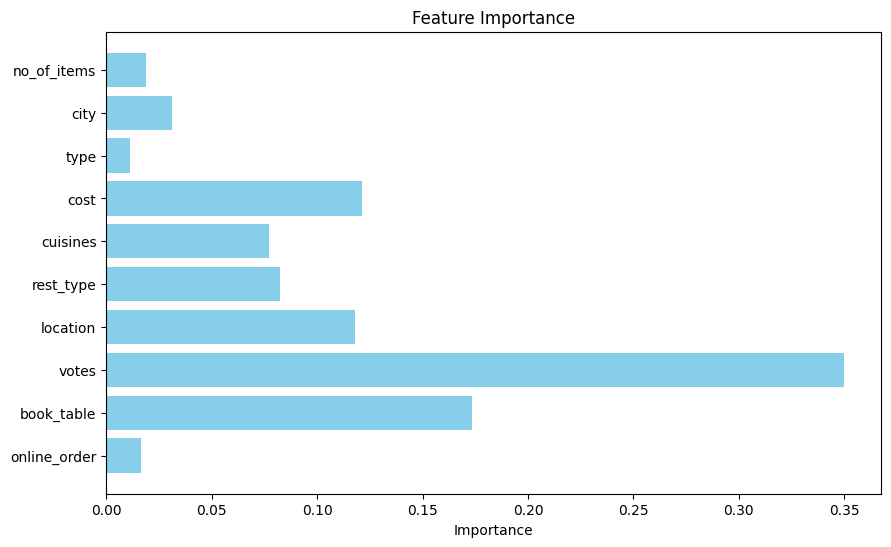 Feature Importance
no_of_items
city
type
cost
cuisines
rest_type
location
votes
book_table
online_order
0.00 0.05 0.10 0.15 0.20 0.25 0.30 0.35
Importance